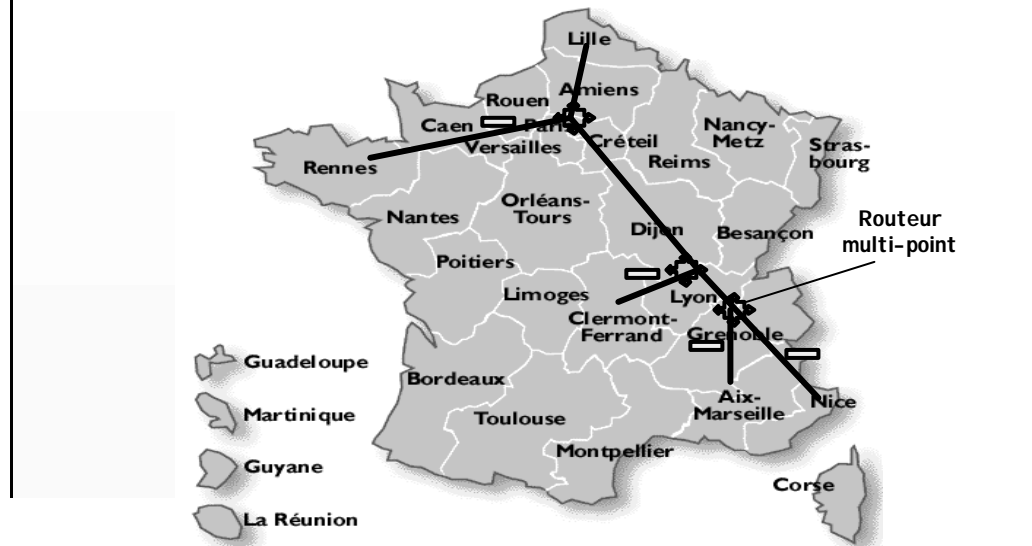 Lille
Amiens
Rouen
Caen
Paris
Versailles
Créteil
Reims
Nancy-
Metz
Stras-
bourg
Rennes
Orléans-
Tours
Nantes
Dijon
Besançon
Routeur
multi-point
Poitiers
Limoges
Lyon
Clermont-
Ferrand
Grenoble
Guadeloupe
Bordeaux
Aix-
Marseille
Nice
Martinique
Toulouse
Montpellier
Guyane
Corse
La Réunion